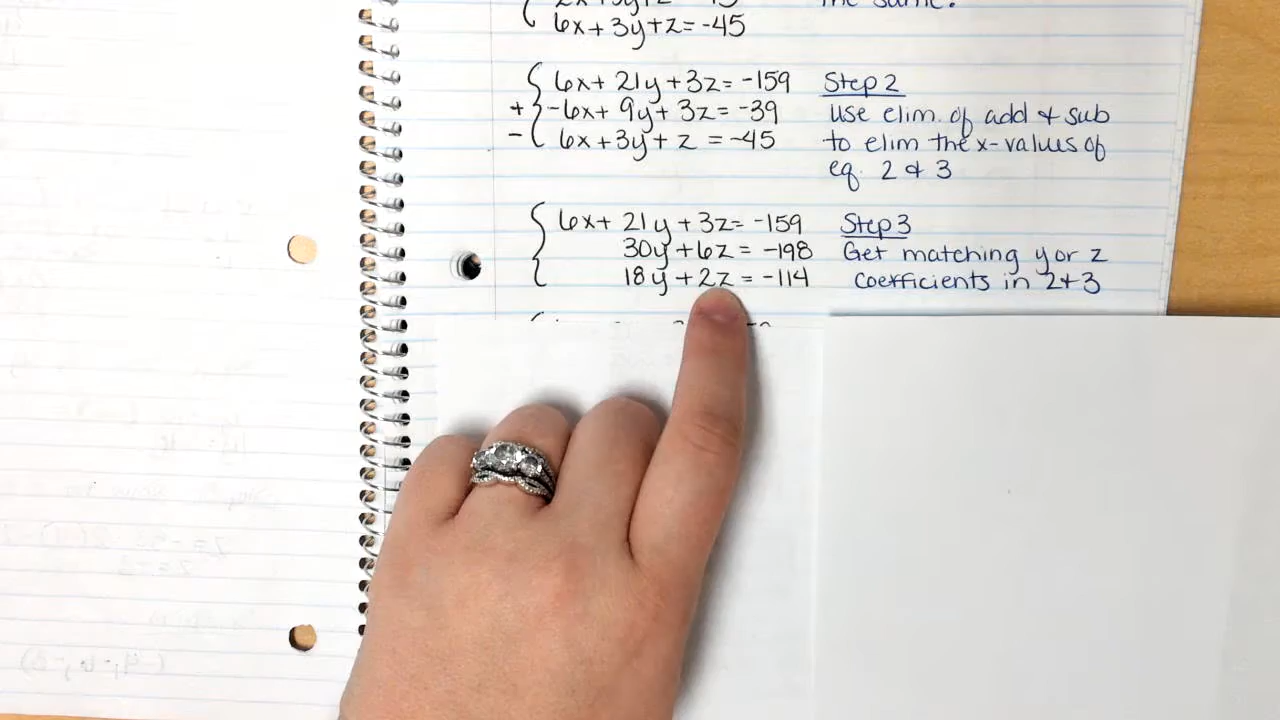 the same.
6x + 3y + z = -45
6x + 21y + 3z = -159 Step 2
+ -6x + 9y + 3z = -39 Use elim. of add & sub
- 6x + 3y + z = -45 to elim the x-values of
eq. 2 & 3
6x + 21y + 3z = -159 Step 3
30y + 6z = -198 Get matching y or z
18y + 2z = -114 coefficients in 2 + 3